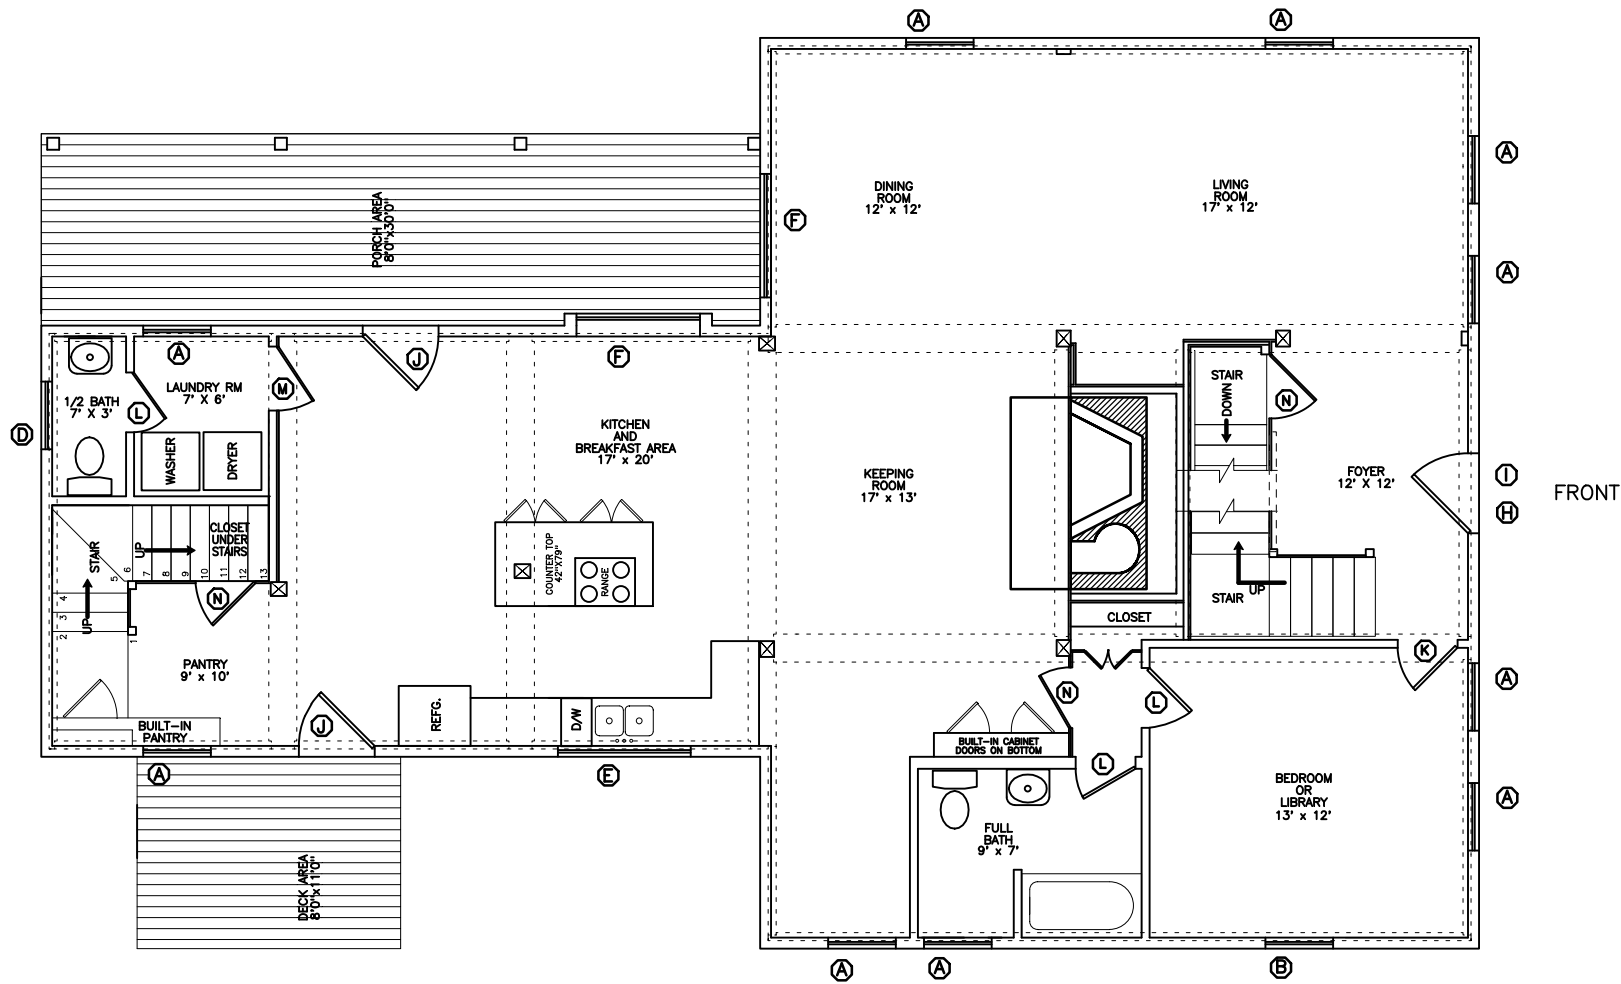 A
A
A
DINING
ROOM
12' x 12'
LIVING
ROOM
17' x 12'
PORCH AREA
8'0"x30'0"
F
A
A
J
F
LAUNDRY RM
7' X 6'
M
1/2 BATH
7' X 3'
L
D
WASHER
DRYER
STAIR
DOWN
N
KITCHEN
AND
BREAKFAST AREA
17' x 20'
KEEPING
ROOM
17' x 13'
FOYER
12' X 12'
I
H
FRONT
CLOSET
UNDER
STAIRS
UP
STAIR
5
6
7
8
9
10
11
12
13
4
3
2
1
UP
N
COUNTER TOP
42"X79"
RANGE
UP
STAIR
CLOSET
K
PANTRY
9' x 10'
A
N
L
REFG.
D/W
J
BUILT-IN
PANTRY
BUILT-IN CABINET
DOORS ON BOTTOM
L
A
E
BEDROOM
OR
LIBRARY
13' x 12'
A
FULL
BATH
9' x 7'
DECK AREA
8'0"x11'0"
A
A
B